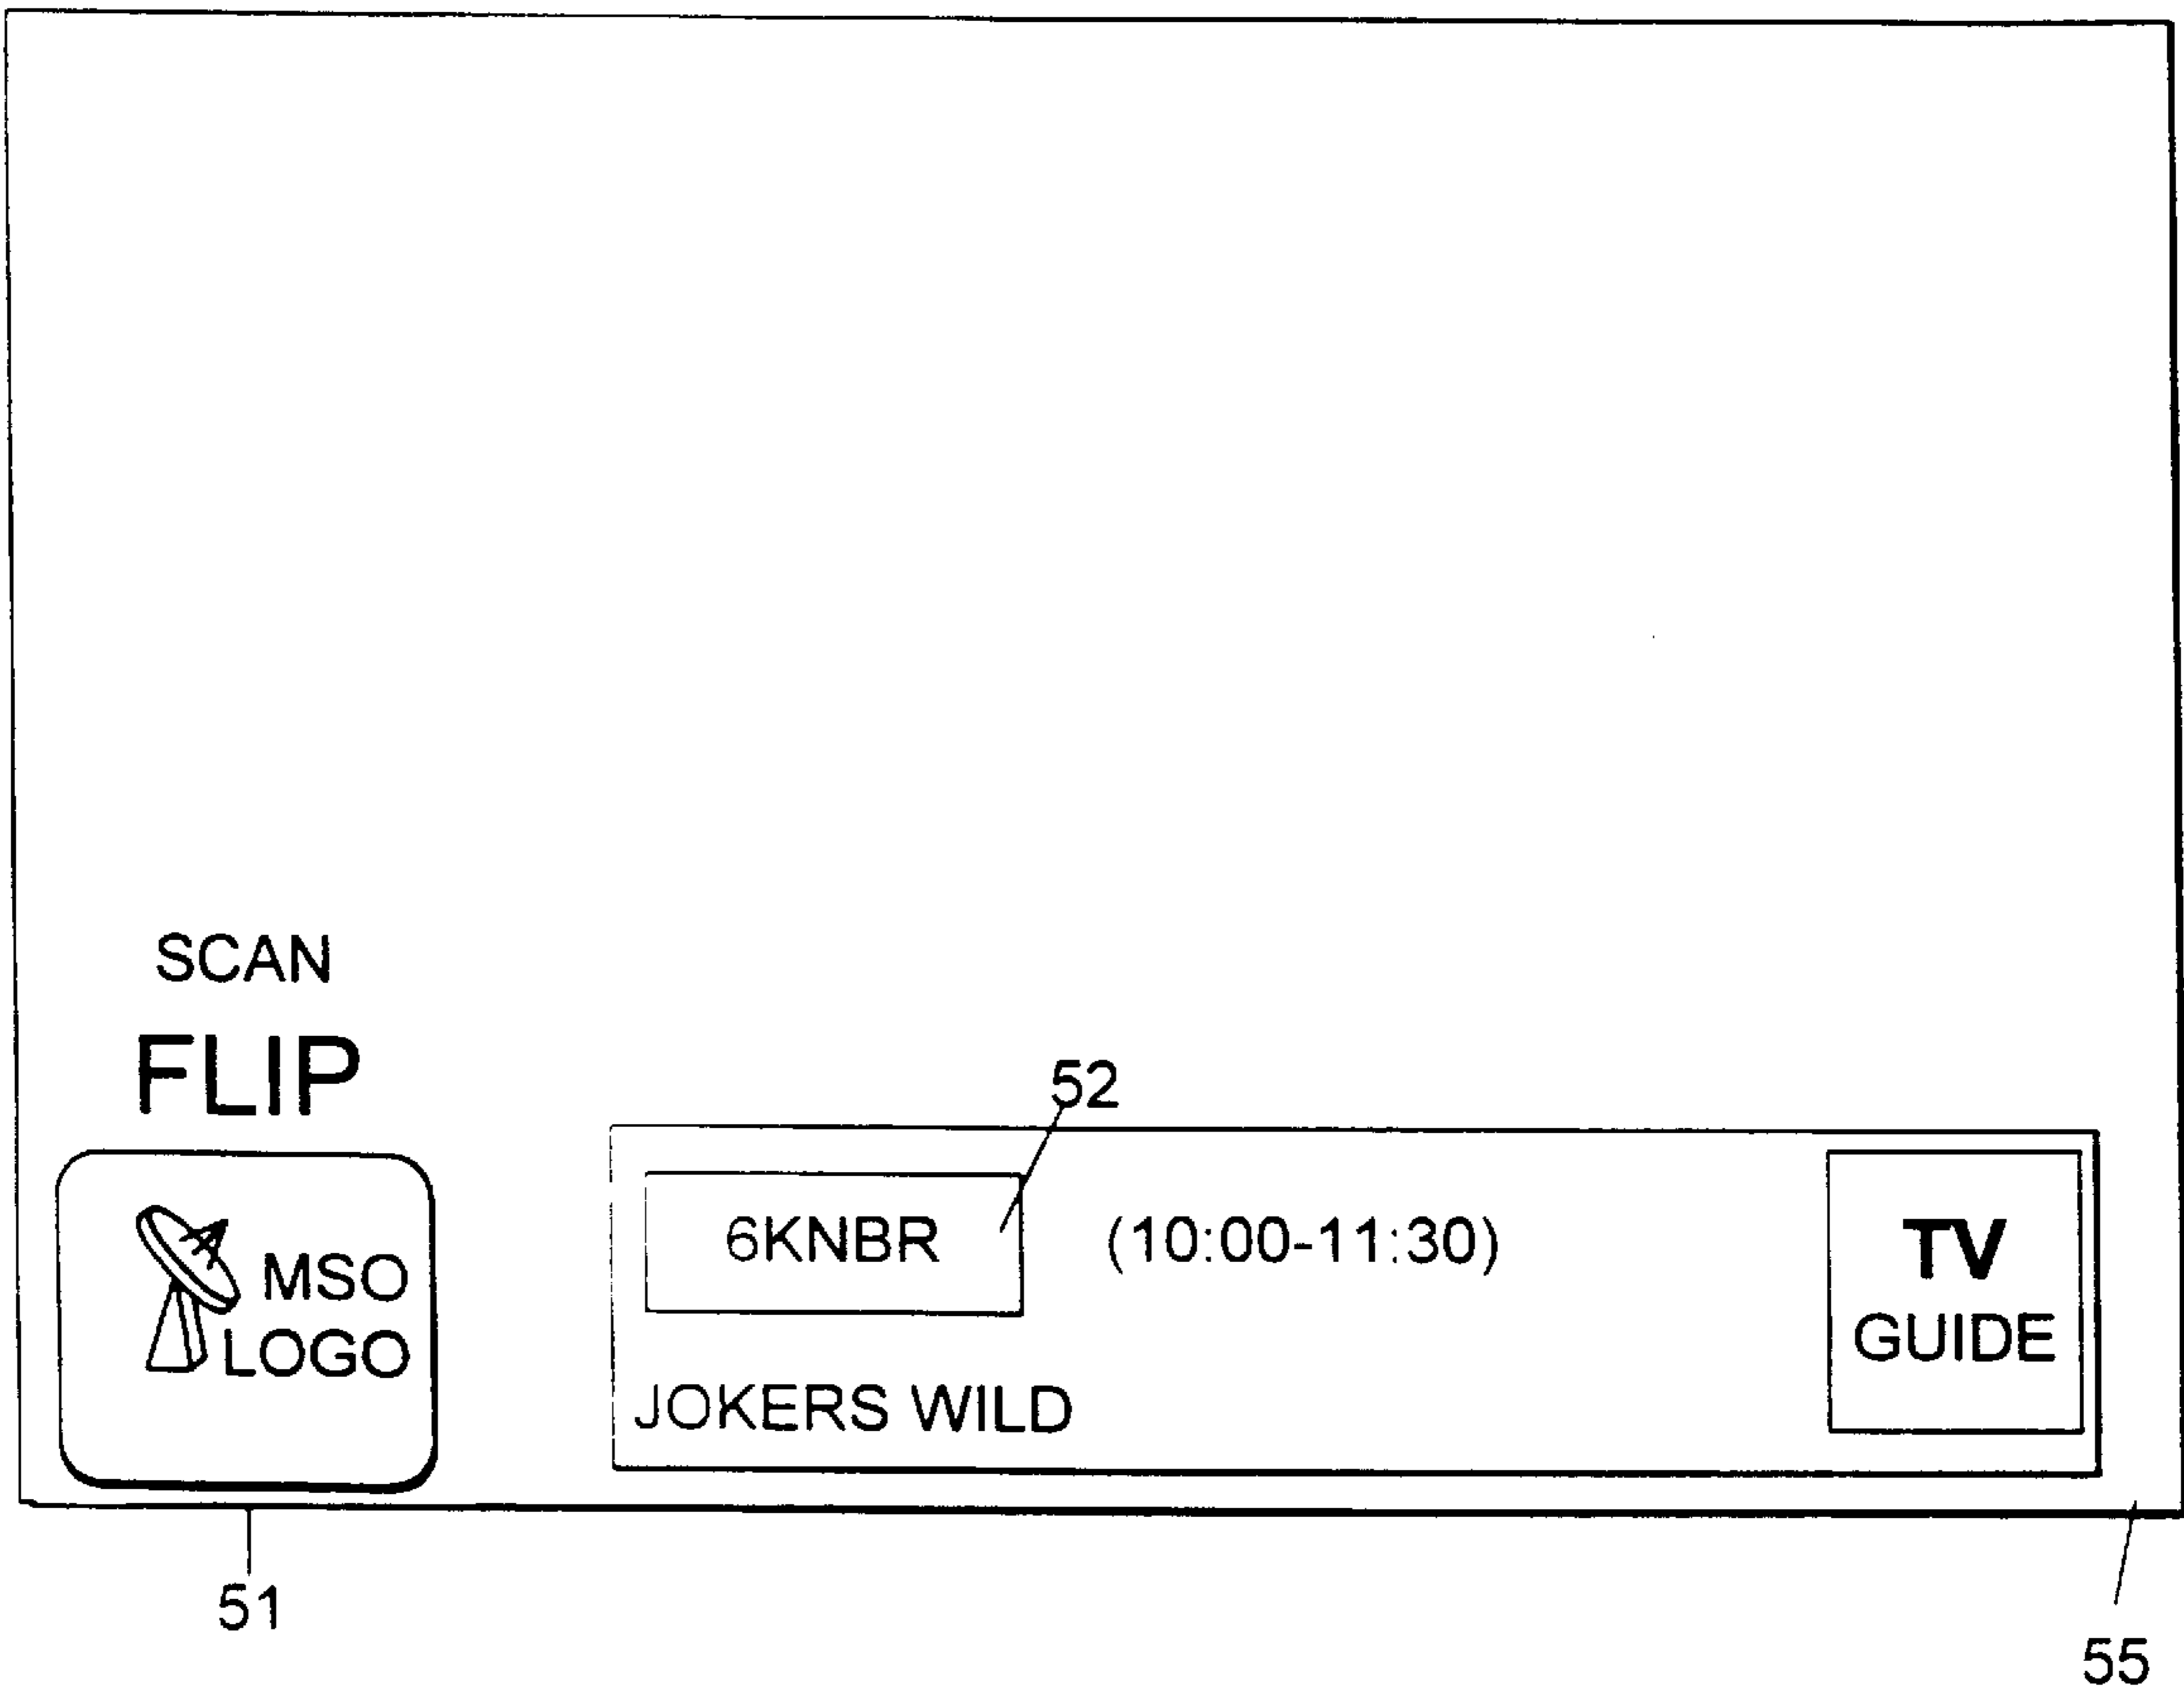 SCAN
FLIP
52
6KNBR (10:00-11:30)
TV
GUIDE
MSO
LOGO
JOKERS WILD
51
55